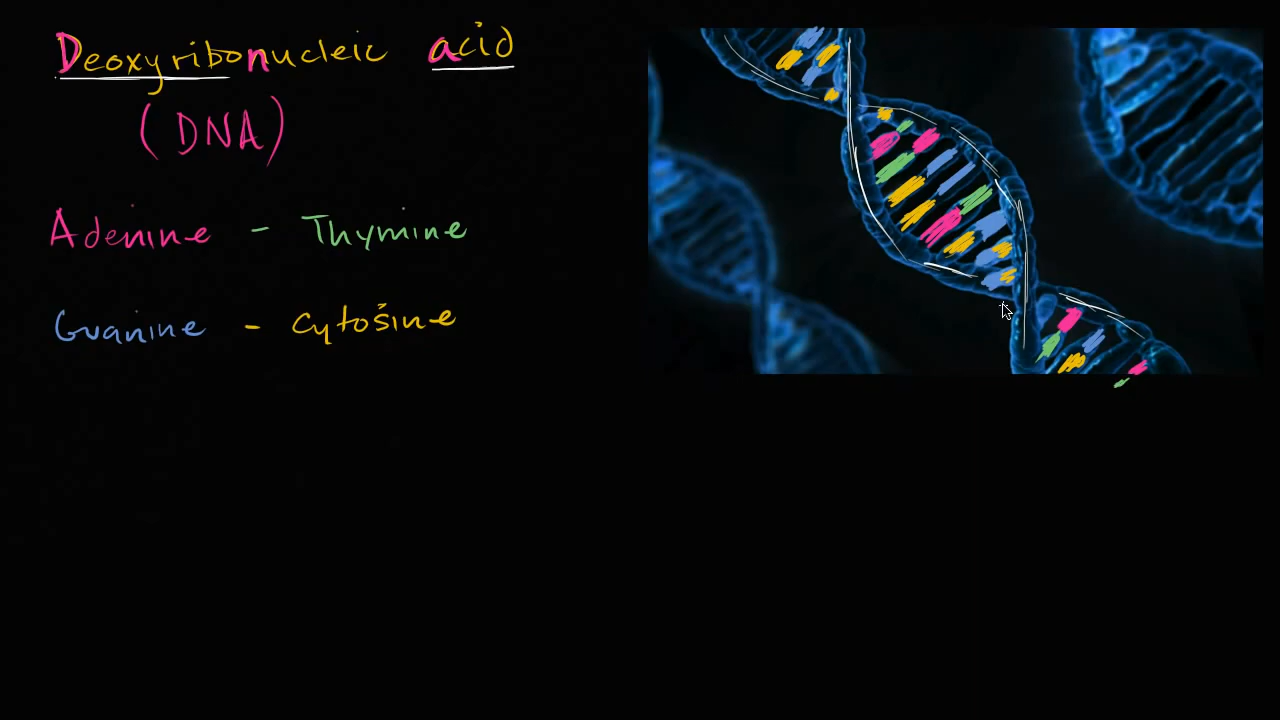 Deoxyribonucleic acid
(DNA)
Adenine - Thymine
Guanine - Cytosine